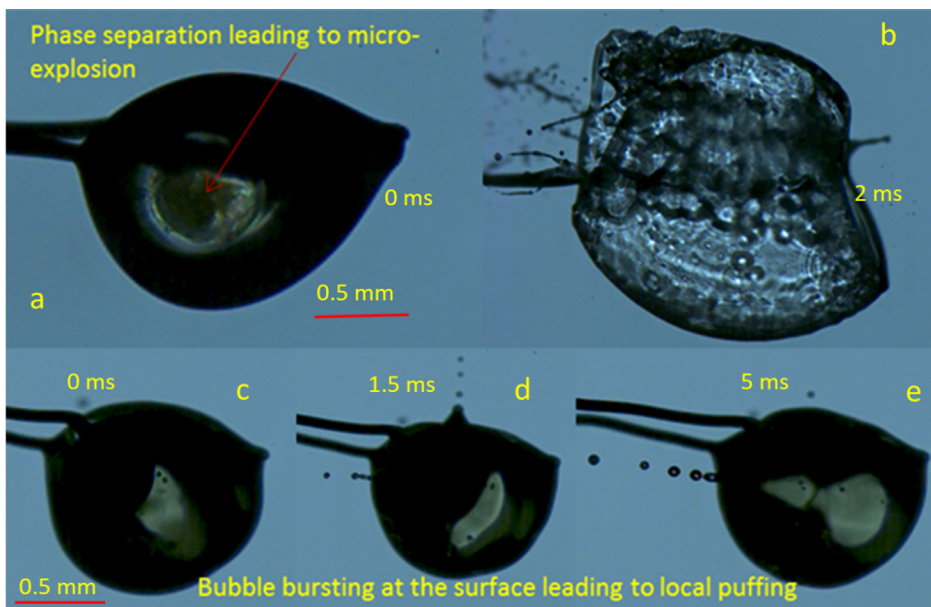 Phase separation leading to micro-
explosion
b
0 ms
2 ms
a
0.5 mm
0 ms
c
1.5 ms
d
5 ms
e
0.5 mm
Bubble bursting at the surface leading to local puffing